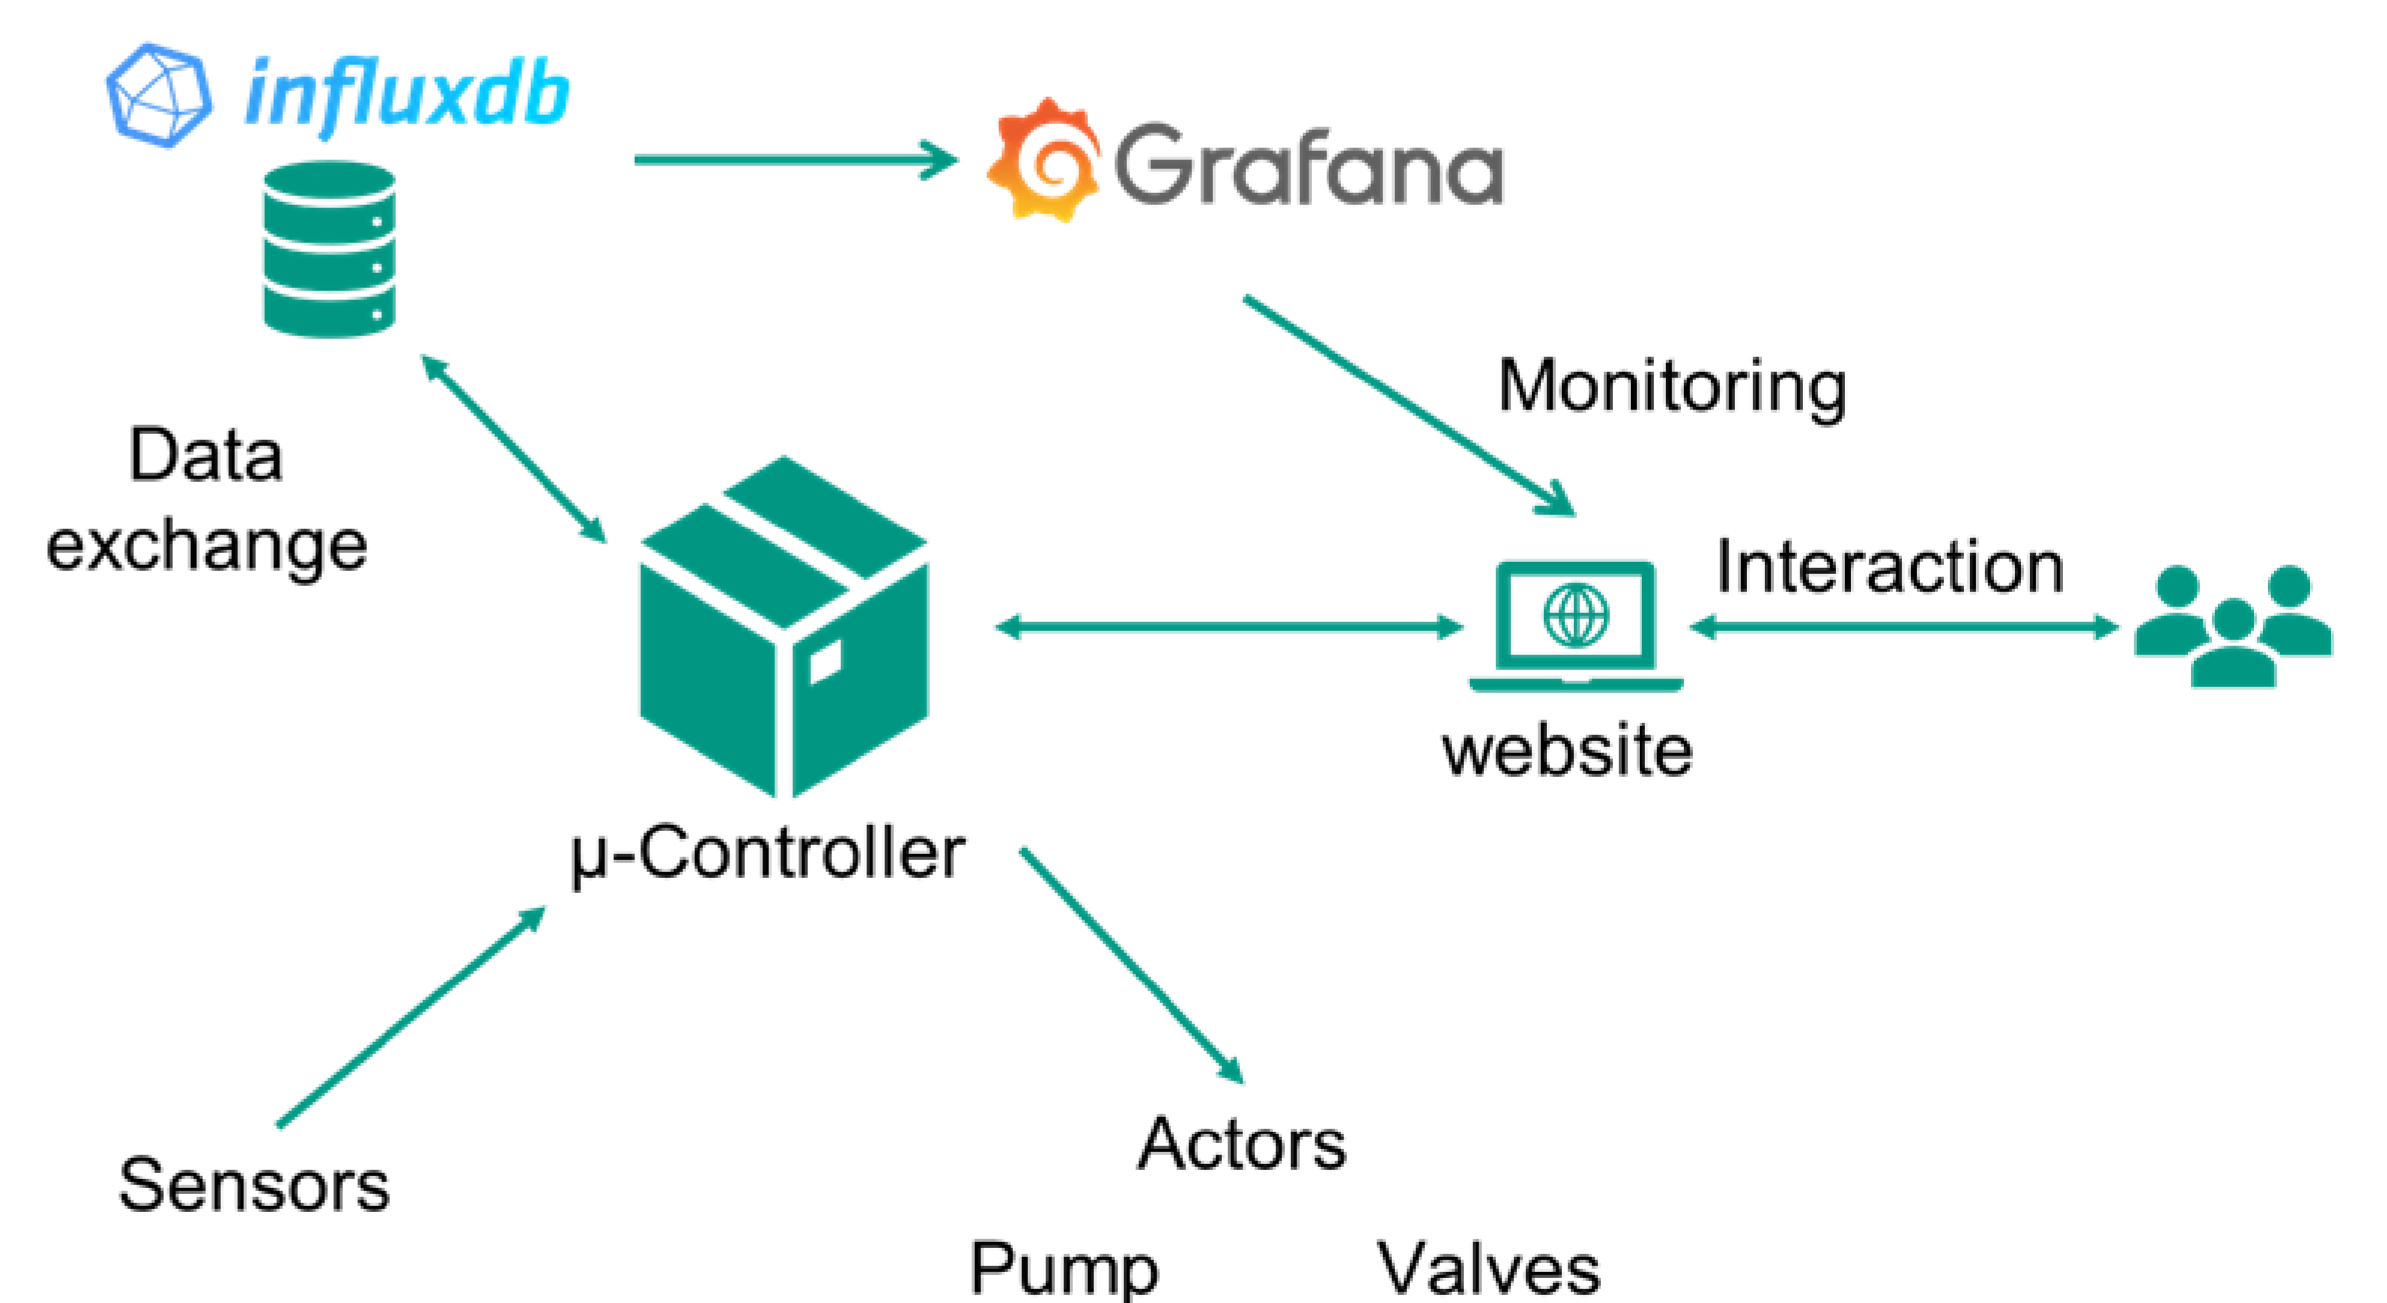 influxdb
Grafana
Monitoring
Data
exchange
Interaction
website
µ-Controller
Actors
Sensors
Pump
Valves